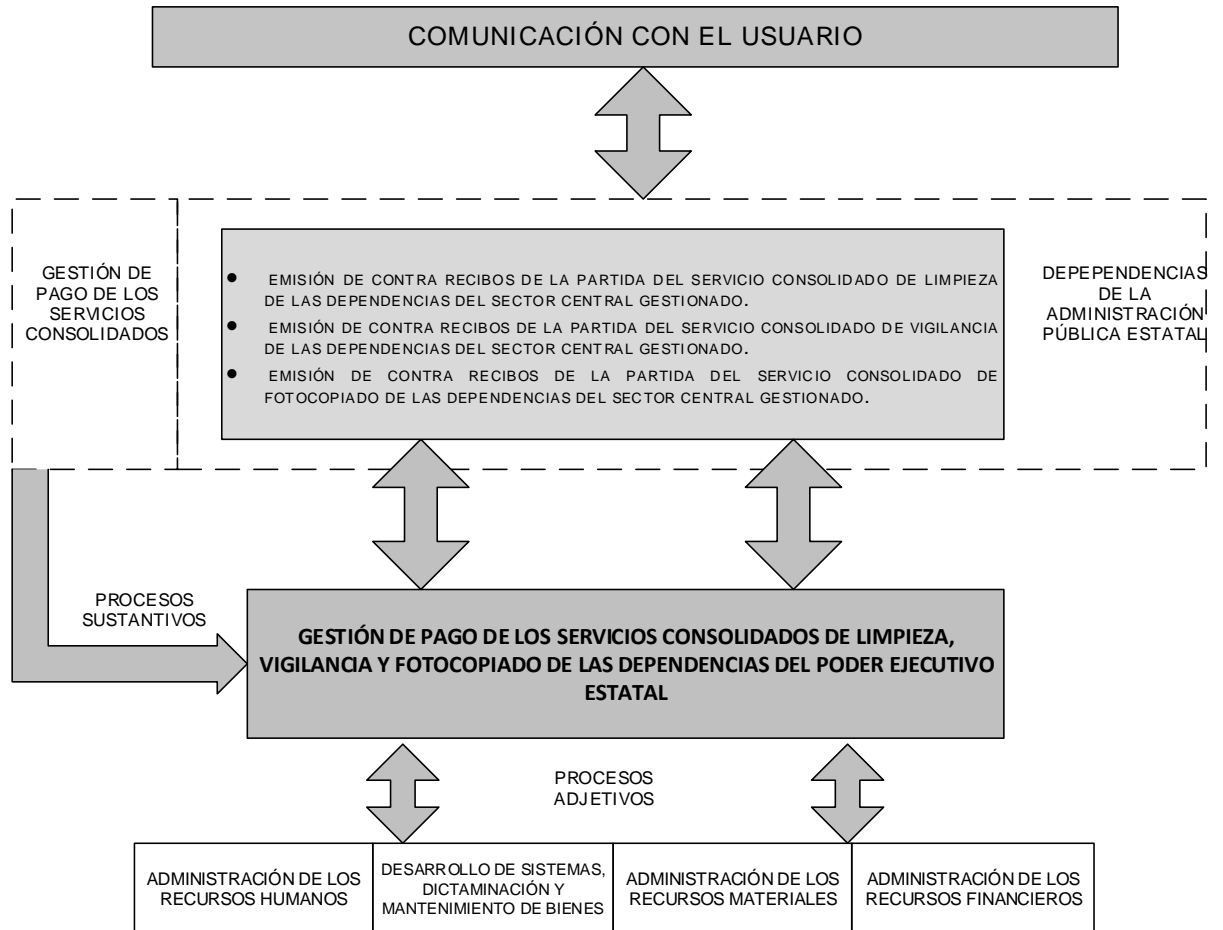 COMUNICACIÓN CON EL USUARIO
GESTIÓN DE
PAGO DE LOS
SERVICIOS
CONSOLIDADOS
● EMISIÓN DE CONTRA RECIBOS DE LA PARTIDA DEL SERVICIO CONSOLIDADO DE LIMPIEZA
DE LAS DEPENDENCIAS DEL SECTOR CENTRAL GESTIONADO.
● EMISIÓN DE CONTRA RECIBOS DE LA PARTIDA DEL SERVICIO CONSOLIDADO DE VIGILANCIA
DE LAS DEPENDENCIAS DEL SECTOR CENTRAL GESTIONADO.
● EMISIÓN DE CONTRA RECIBOS DE LA PARTIDA DEL SERVICIO CONSOLIDADO DE
FOTOCOPIADO DE LAS DEPENDENCIAS DEL SECTOR CENTRAL GESTIONADO.
DEPEPENDENCIAS
DE LA
ADMINISTRACIÓN
PÚBLICA ESTATAL
PROCESOS
SUSTANTIVOS
GESTIÓN DE PAGO DE LOS SERVICIOS CONSOLIDADOS DE LIMPIEZA,
VIGILANCIA Y FOTOCOPIADO DE LAS DEPENDENCIAS DEL PODER EJECUTIVO
ESTATAL
PROCESOS
ADJETIVOS
ADMINISTRACIÓN DE LOS
RECURSOS HUMANOS
DESARROLLO DE SISTEMAS,
DICTAMINACIÓN Y
MANTENIMIENTO DE BIENES
ADMINISTRACIÓN DE LOS
RECURSOS MATERIALES
ADMINISTRACIÓN DE LOS
RECURSOS FINANCIEROS